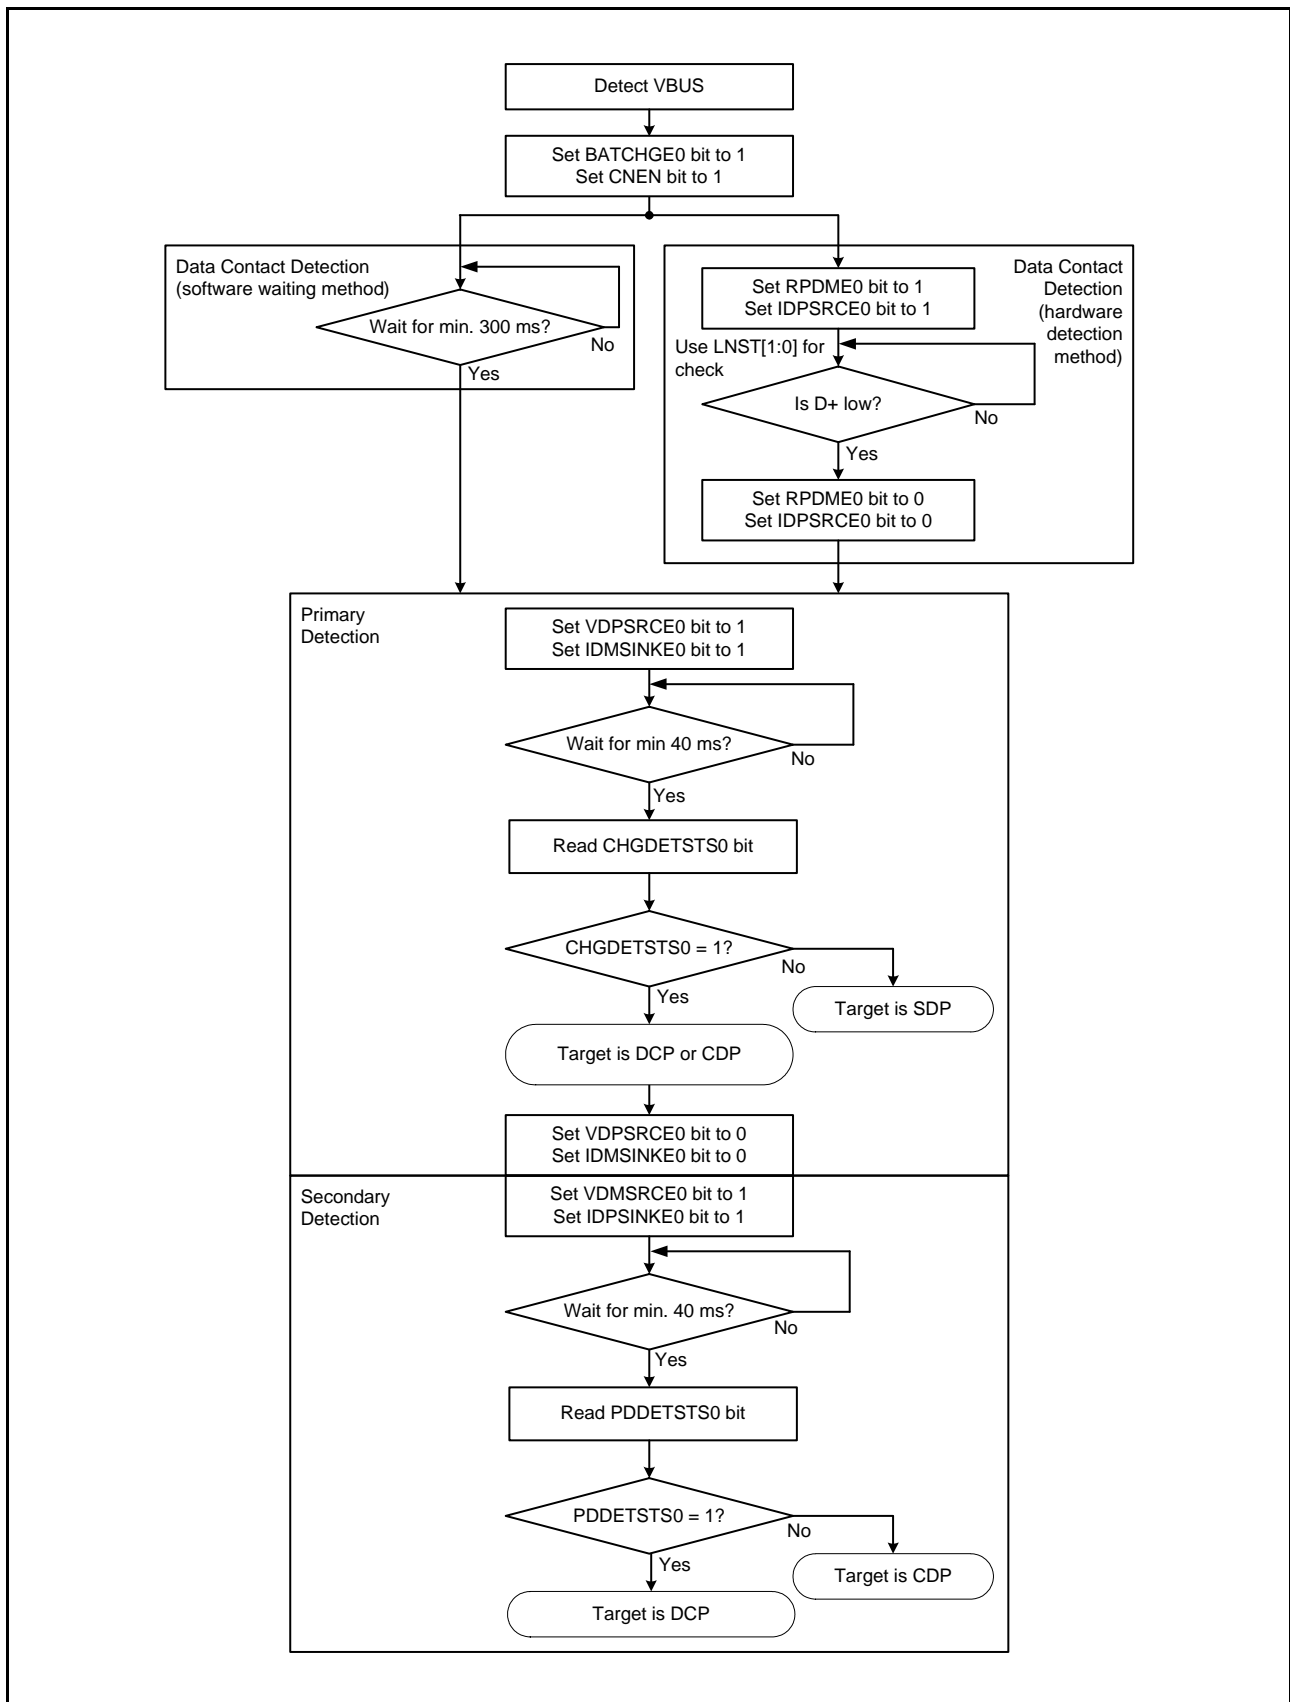 Detect VBUS
Set BATCHGE0 bit to 1
Set CNEN bit to 1
Data Contact Detection
(software waiting method)
Wait for min. 300 ms?
No
Yes
Data Contact
Detection
(hardware
detection
method)
Set RPDME0 bit to 1
Set IDPSRCE0 bit to 1
Use LNST[1:0] for
check
Is D+ low?
No
Yes
Set RPDME0 bit to 0
Set IDPSRCE0 bit to 0
Primary
Detection
Set VDPSRCE0 bit to 1
Set IDMSINKE0 bit to 1
Wait for min 40 ms?
No
Yes
Read CHGDETSTS0 bit
CHGDETSTS0 = 1?
No
Yes
Target is SDP
Target is DCP or CDP
Set VDPSRCE0 bit to 0
Set IDMSINKE0 bit to 0
Secondary
Detection
Set VDMSRCE0 bit to 1
Set IDPSINKE0 bit to 1
Wait for min. 40 ms?
No
Yes
Read PDDETSTS0 bit
PDDETSTS0 = 1?
No
Yes
Target is CDP
Target is DCP